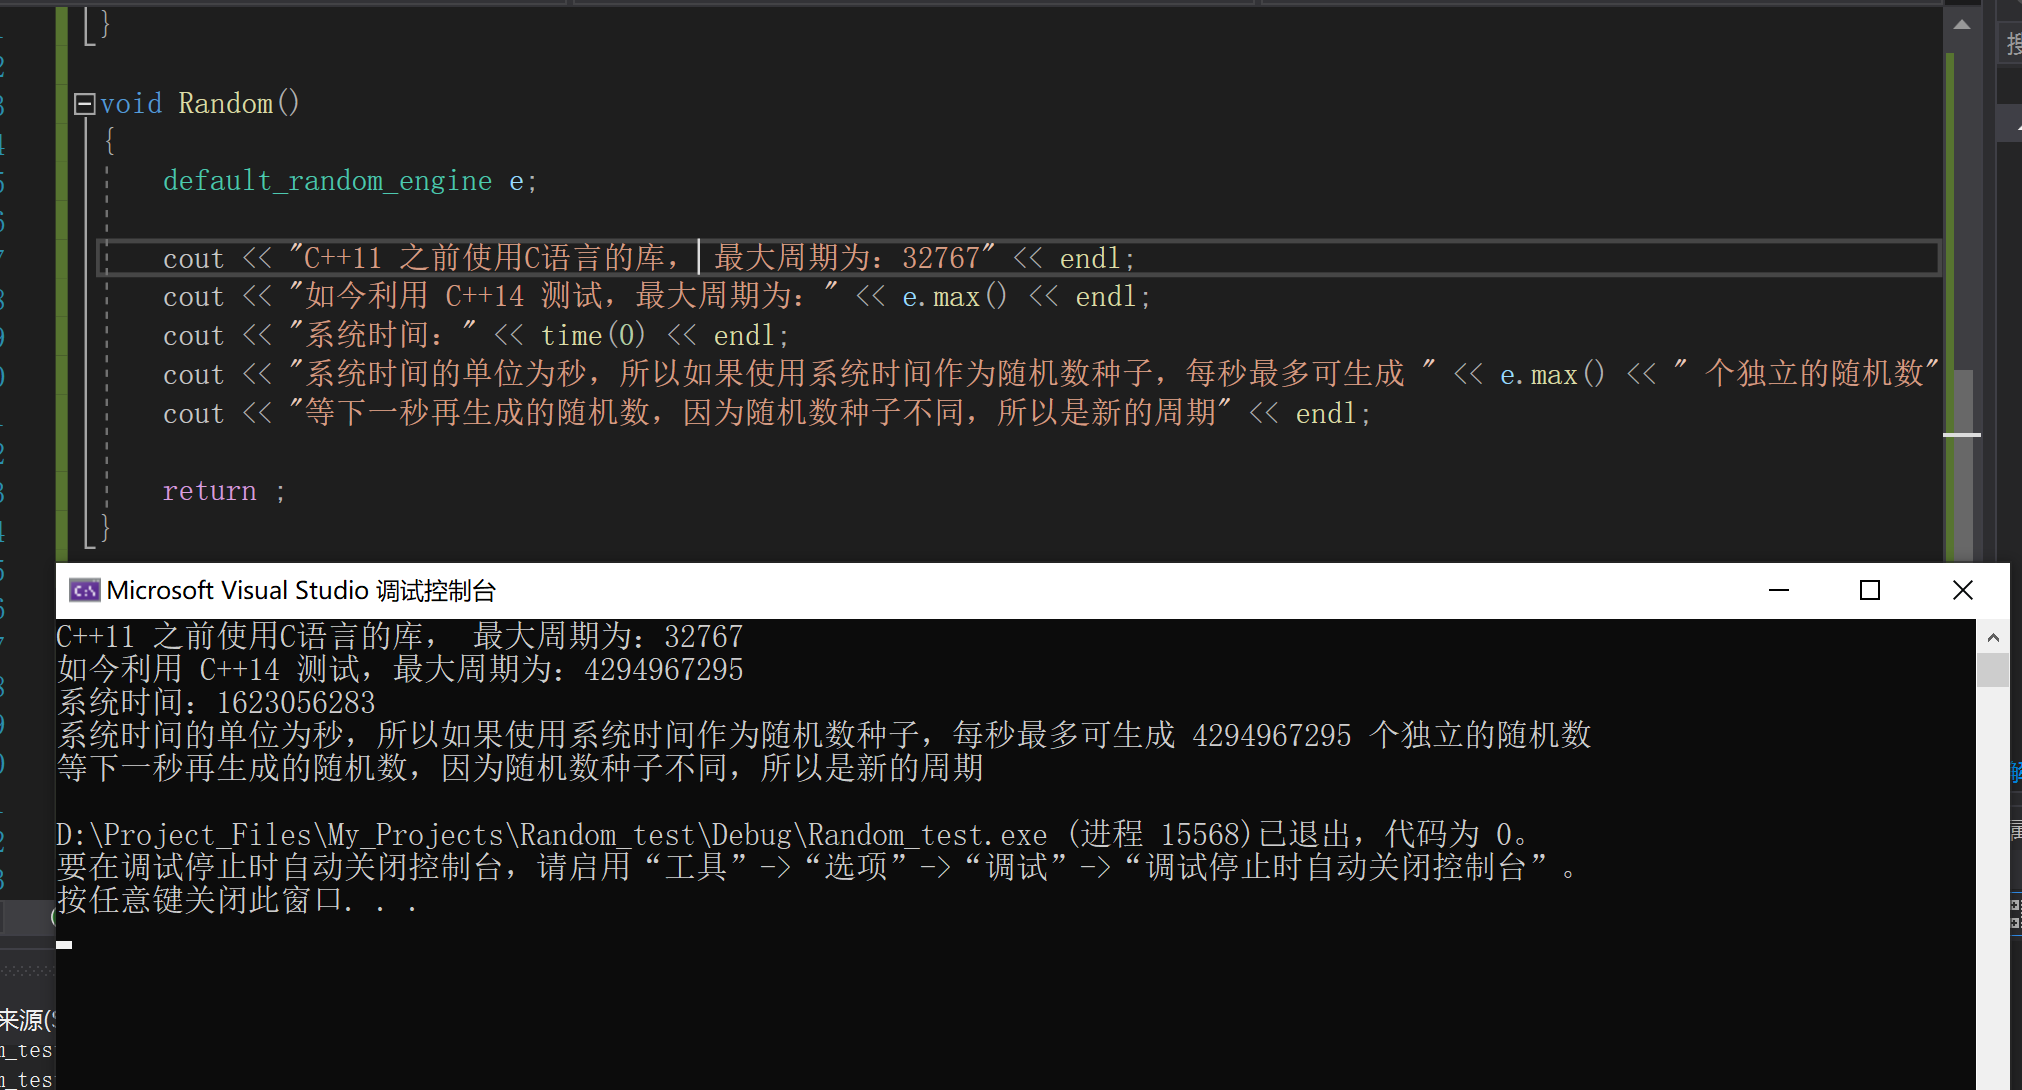 }
void Random()
{
default_random_engine e;
cout << "C++11 之前使用C语言的库， 最大周期为：32767" << endl;
cout << "如今利用 C++14 测试，最大周期为：" << e.max() << endl;
cout << "系统时间：" << time(0) << endl;
cout << "系统时间的单位为秒，所以如果使用系统时间作为随机数种子，每秒最多可生成 " << e.max() << " 个独立的随机数"
cout << "等下一秒再生成的随机数，因为随机数种子不同，所以是新的周期" << endl;
return ;
}
搜
Microsoft Visual Studio 调试控制台
C++11 之前使用C语言的库， 最大周期为：32767
如今利用 C++14 测试，最大周期为：4294967295
系统时间：1623056283
系统时间的单位为秒，所以如果使用系统时间作为随机数种子，每秒最多可生成 4294967295 个独立的随机数
等下一秒再生成的随机数，因为随机数种子不同，所以是新的周期
D:\Project_Files\My_Projects\Random_test\Debug\Random_test.exe (进程 15568)已退出，代码为 0。
要在调试停止时自动关闭控制台，请启用“工具”->“选项”->“调试”->“调试停止时自动关闭控制台”。
按任意键关闭此窗口. . .
来源(
m_tes
m_tes